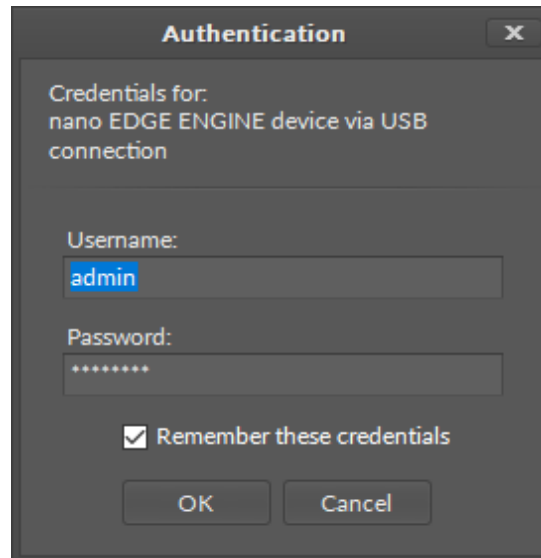 Authentication
Credentials for:
nano EDGE ENGINE device via USB
connection
Username:
admin
Password:
********
Remember these credentials
OK
Cancel